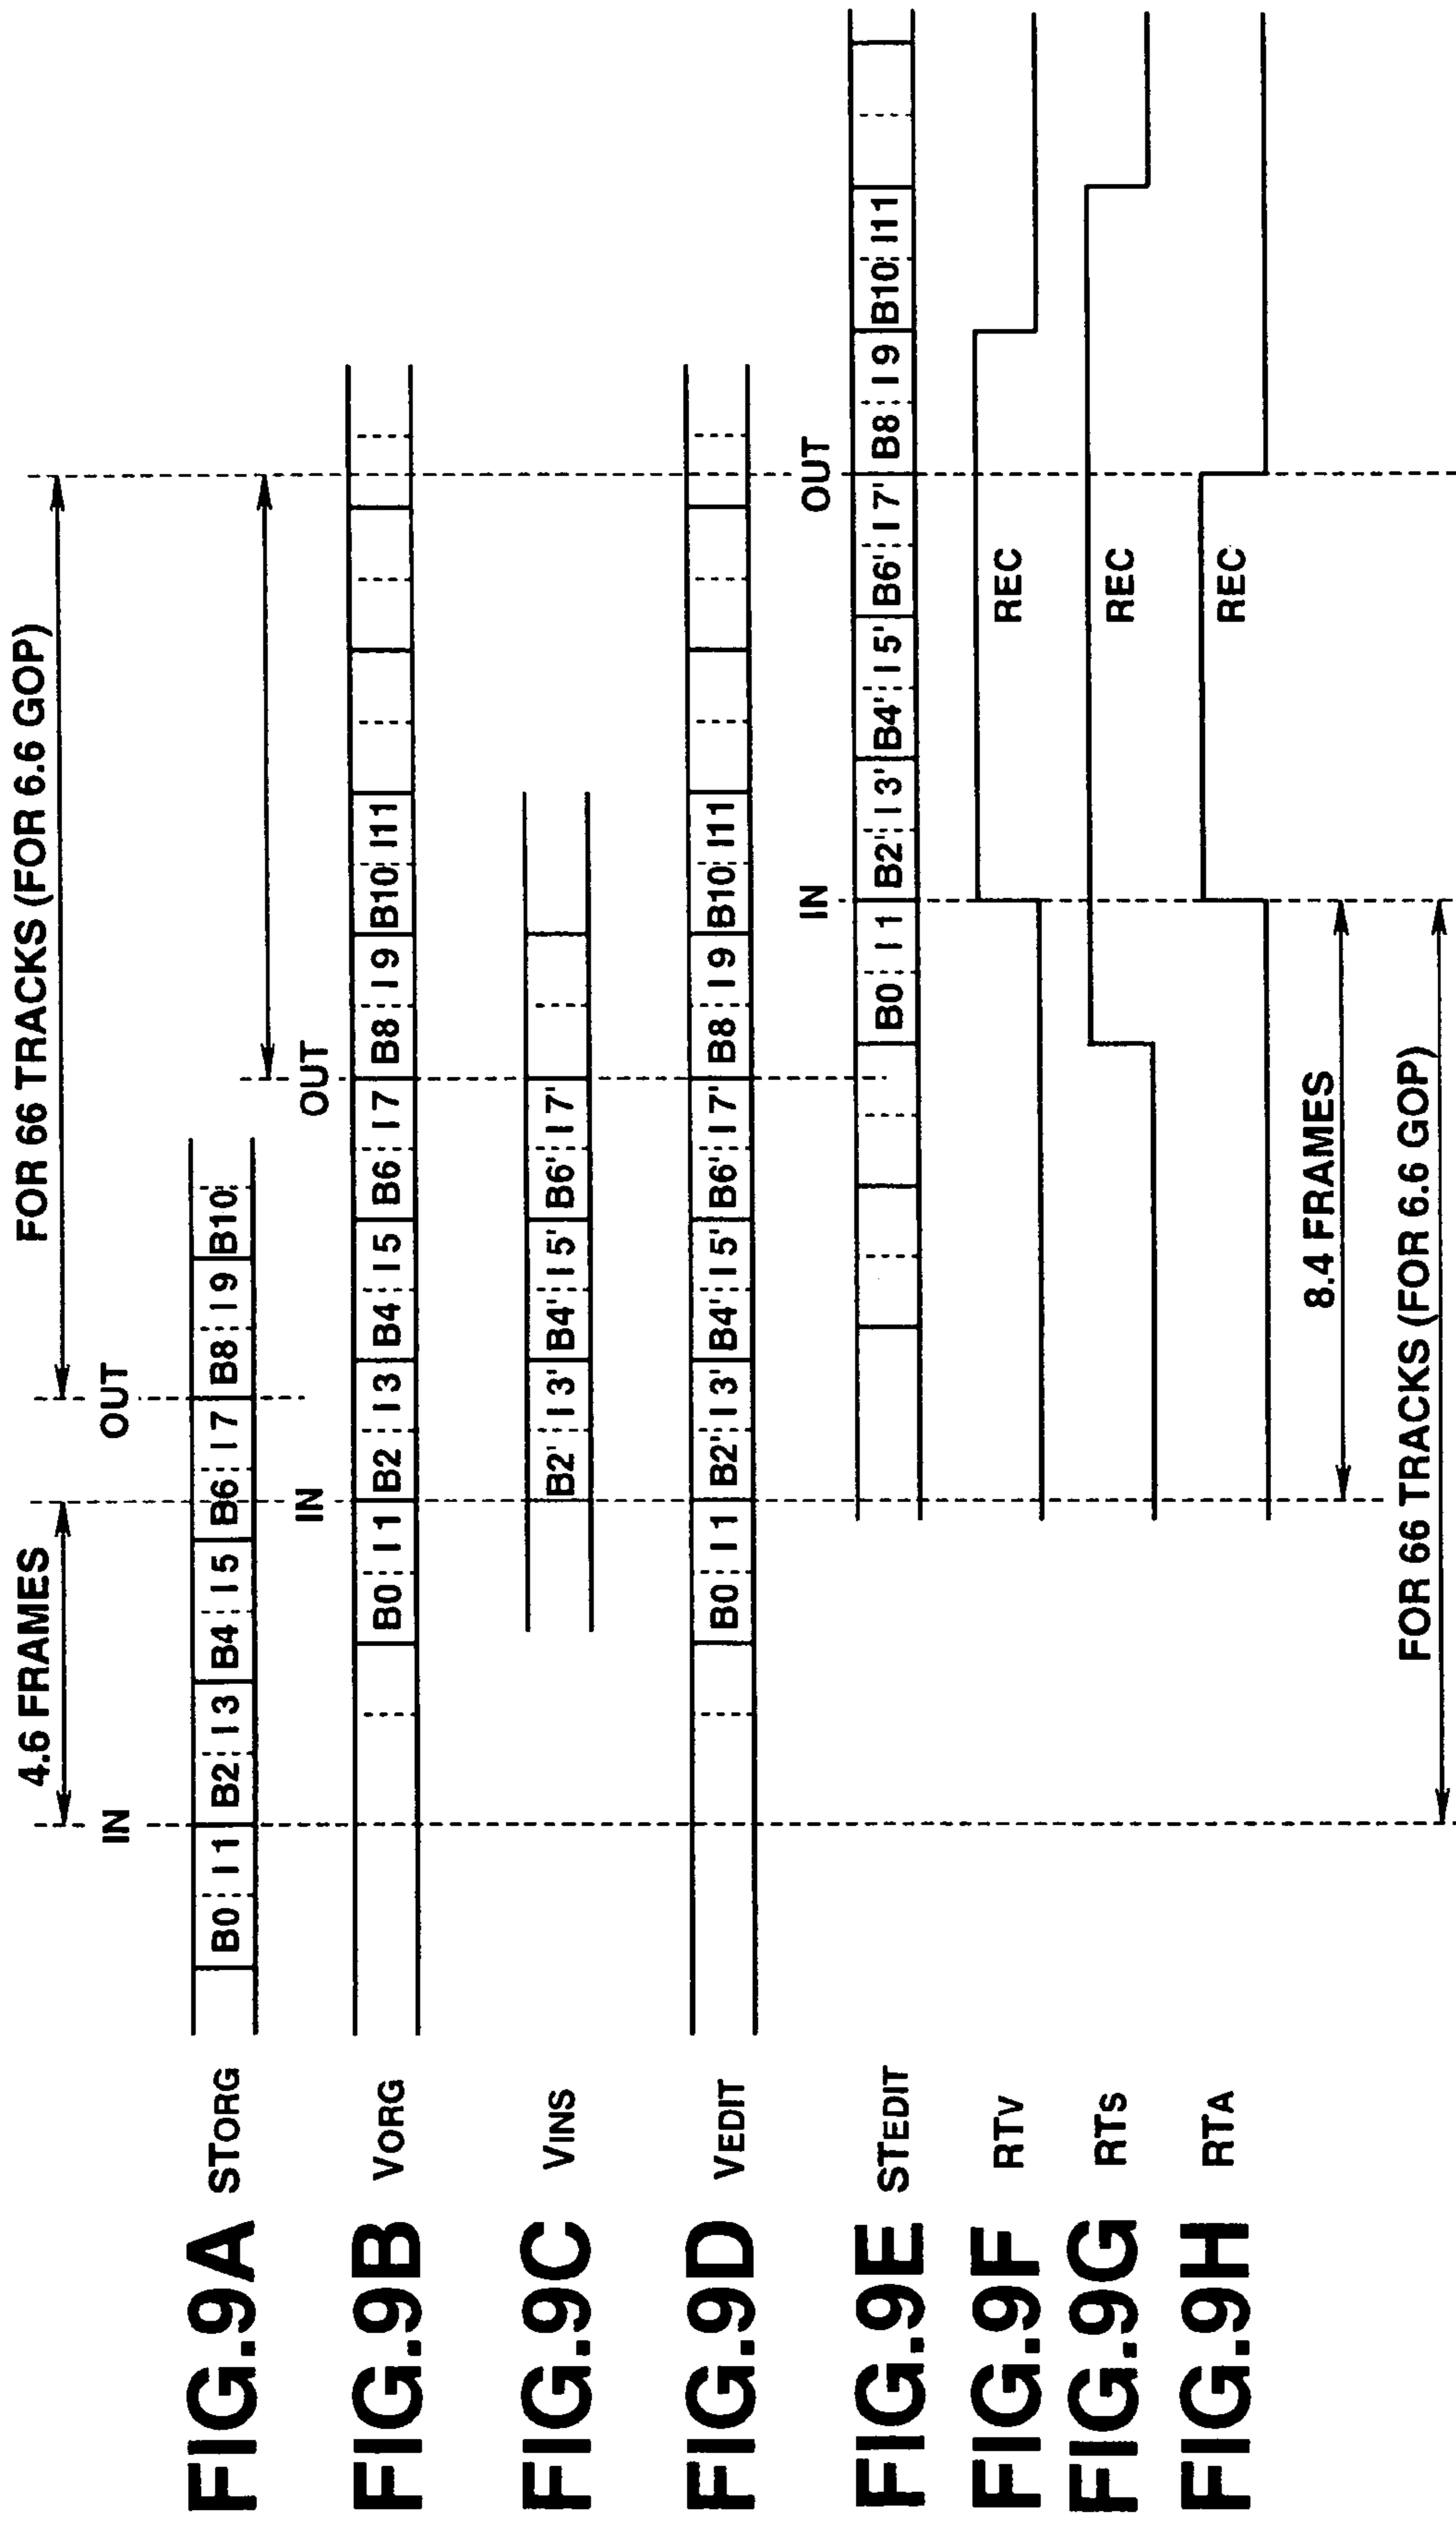 FOR 66 TRACKS (FOR 6.6 GOP)
4.6 FRAMES
IN OUT
FIG.9A STORG B0 I1 B2 I3 B4 I5 B6 I7 B8 I9 B10
IN OUT
FIG.9B VORG B0 I1 B2 I3 B4 I5 B6 I7 B8 I9 B10 I11
FIG.9C VINS B2' I3' B4' I5' B6' I7'
FIG.9D VEDIT B0 I1 B2' I3' B4' I5' B6' I7' B8 I9 B10 I11
IN OUT
FIG.9E STEDIT B0 I1 B2' I3' B4' I5' B6' I7' B8 I9 B10 I11
FIG.9F RTV REC
FIG.9G RTS REC
FIG.9H RTA REC
8.4 FRAMES
FOR 66 TRACKS (FOR 6.6 GOP)